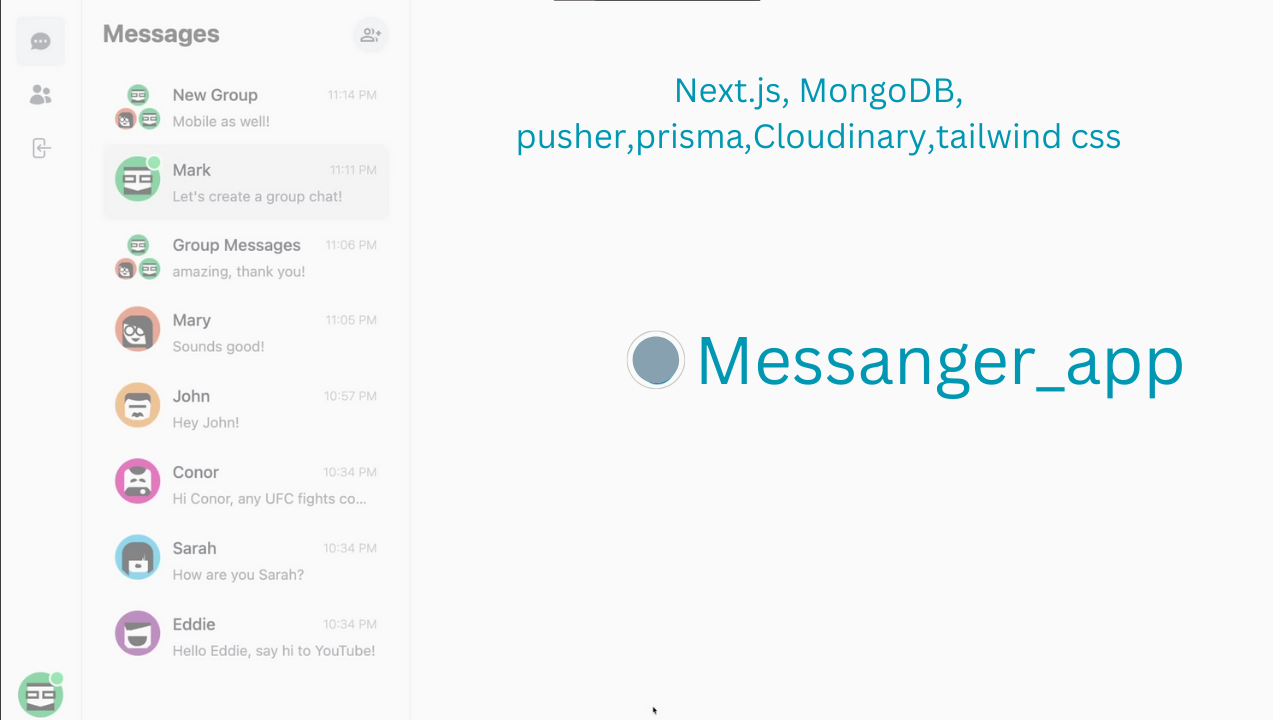 Messages
New Group 11:14 PM
Mobile as well!
Mark 11:11 PM
Let's create a group chat!
Group Messages 11:06 PM
amazing, thank you!
Mary 11:05 PM
Sounds good!
John 10:57 PM
Hey John!
Conor 10:34 PM
Hi Conor, any UFC fights co...
Sarah 10:34 PM
How are you Sarah?
Eddie 10:34 PM
Hello Eddie, say hi to YouTube!
Next.js, MongoDB,
pusher,prisma,Cloudinary,tailwind css
Messanger_app